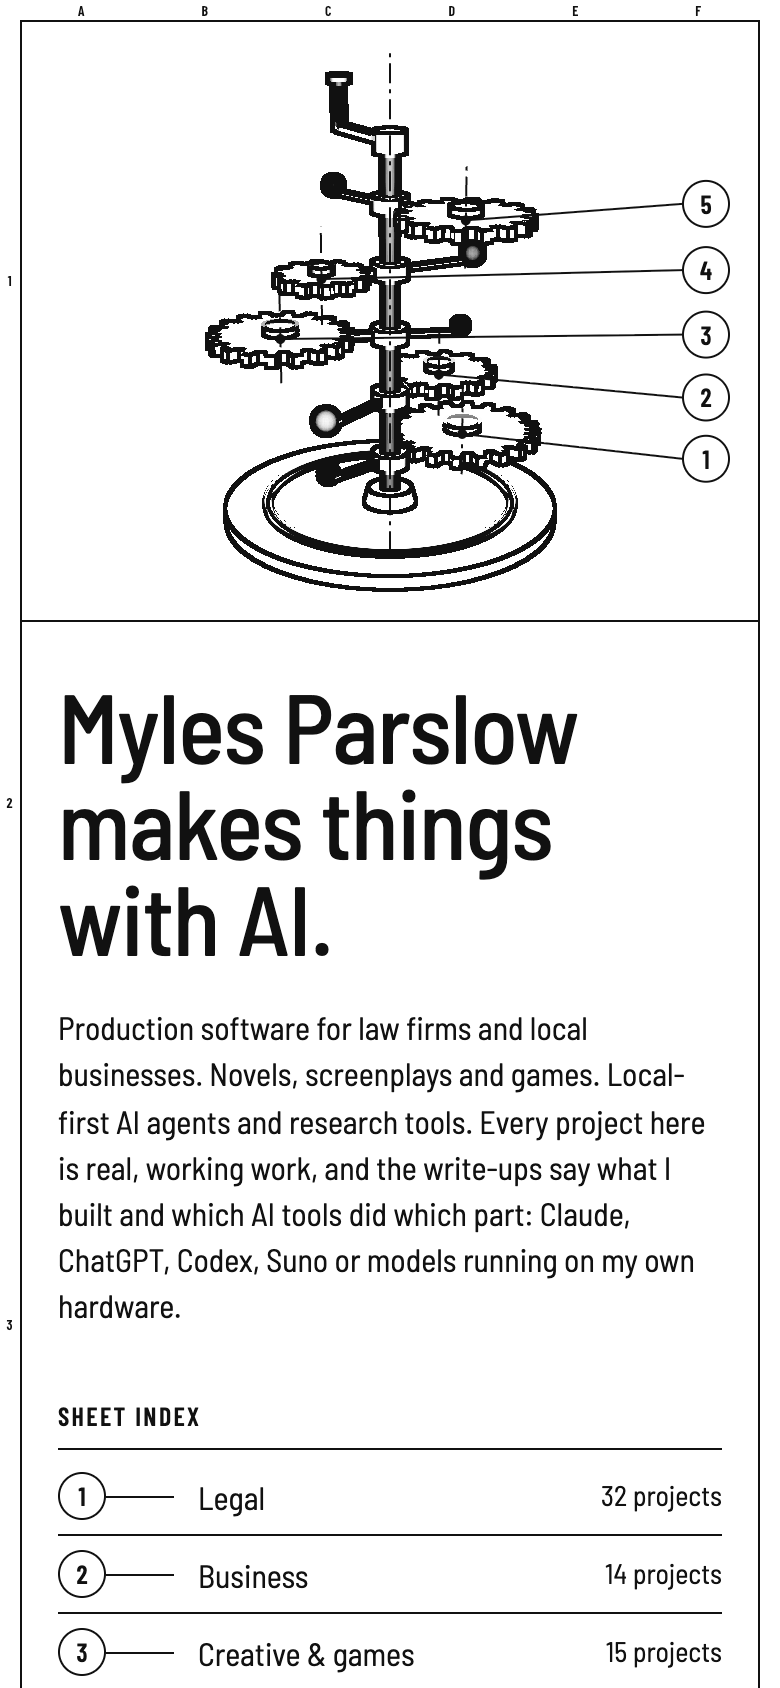 A B C D E F
5
1
4
3
2
1
Myles Parslow
2
makes things
with AI.
Production software for law firms and local
businesses. Novels, screenplays and games. Local-
first AI agents and research tools. Every project here
is real, working work, and the write-ups say what I
built and which AI tools did which part: Claude,
ChatGPT, Codex, Suno or models running on my own
hardware.
3
SHEET INDEX
1 Legal 32 projects
2 Business 14 projects
3 Creative & games 15 projects